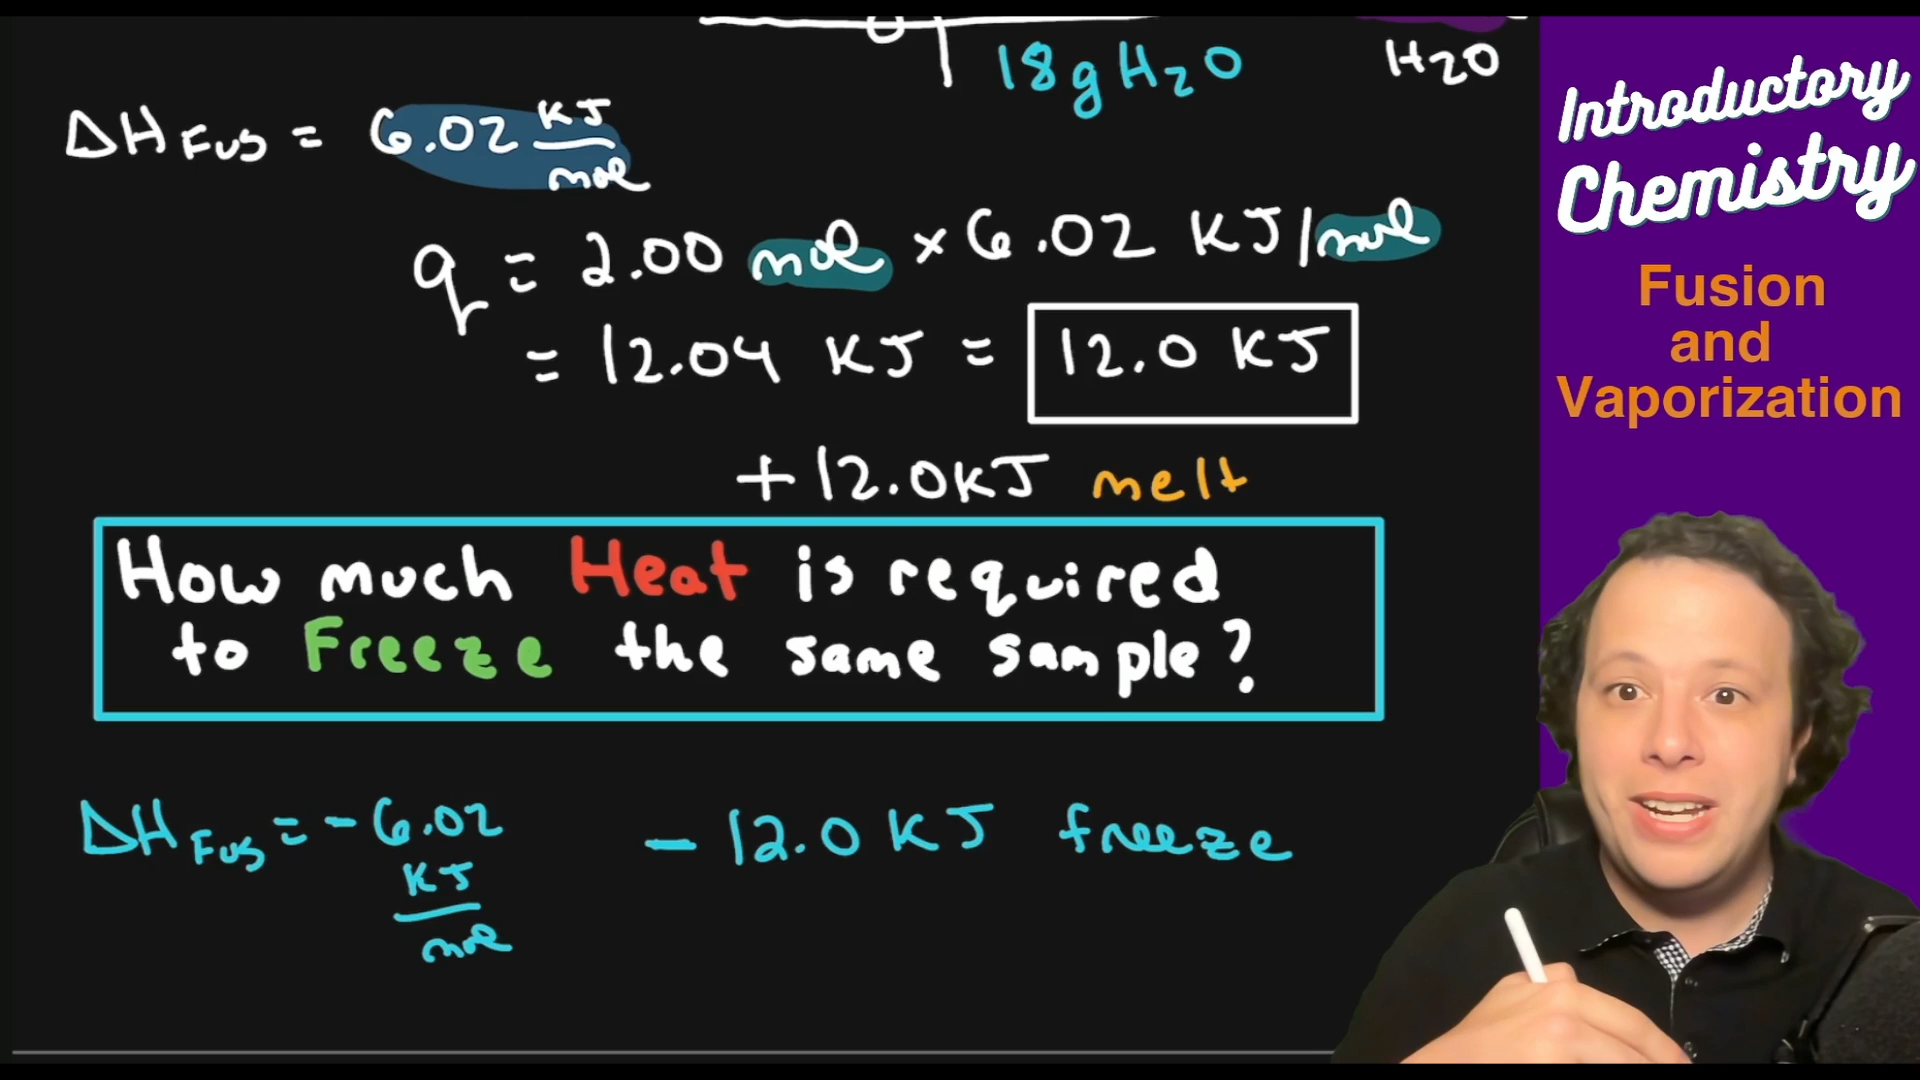 18g H2O
H2O
ΔH Fus = 6.02 KJ/mol
q = 2.00 mol × 6.02 KJ/mol
= 12.04 KJ = 12.0 KJ
+12.0KJ melt
How much Heat is required
to Freeze the same sample?
ΔH Fus = -6.02
KJ
mol
- 12.0 KJ freeze
Introductory
Chemistry
Fusion
and
Vaporization